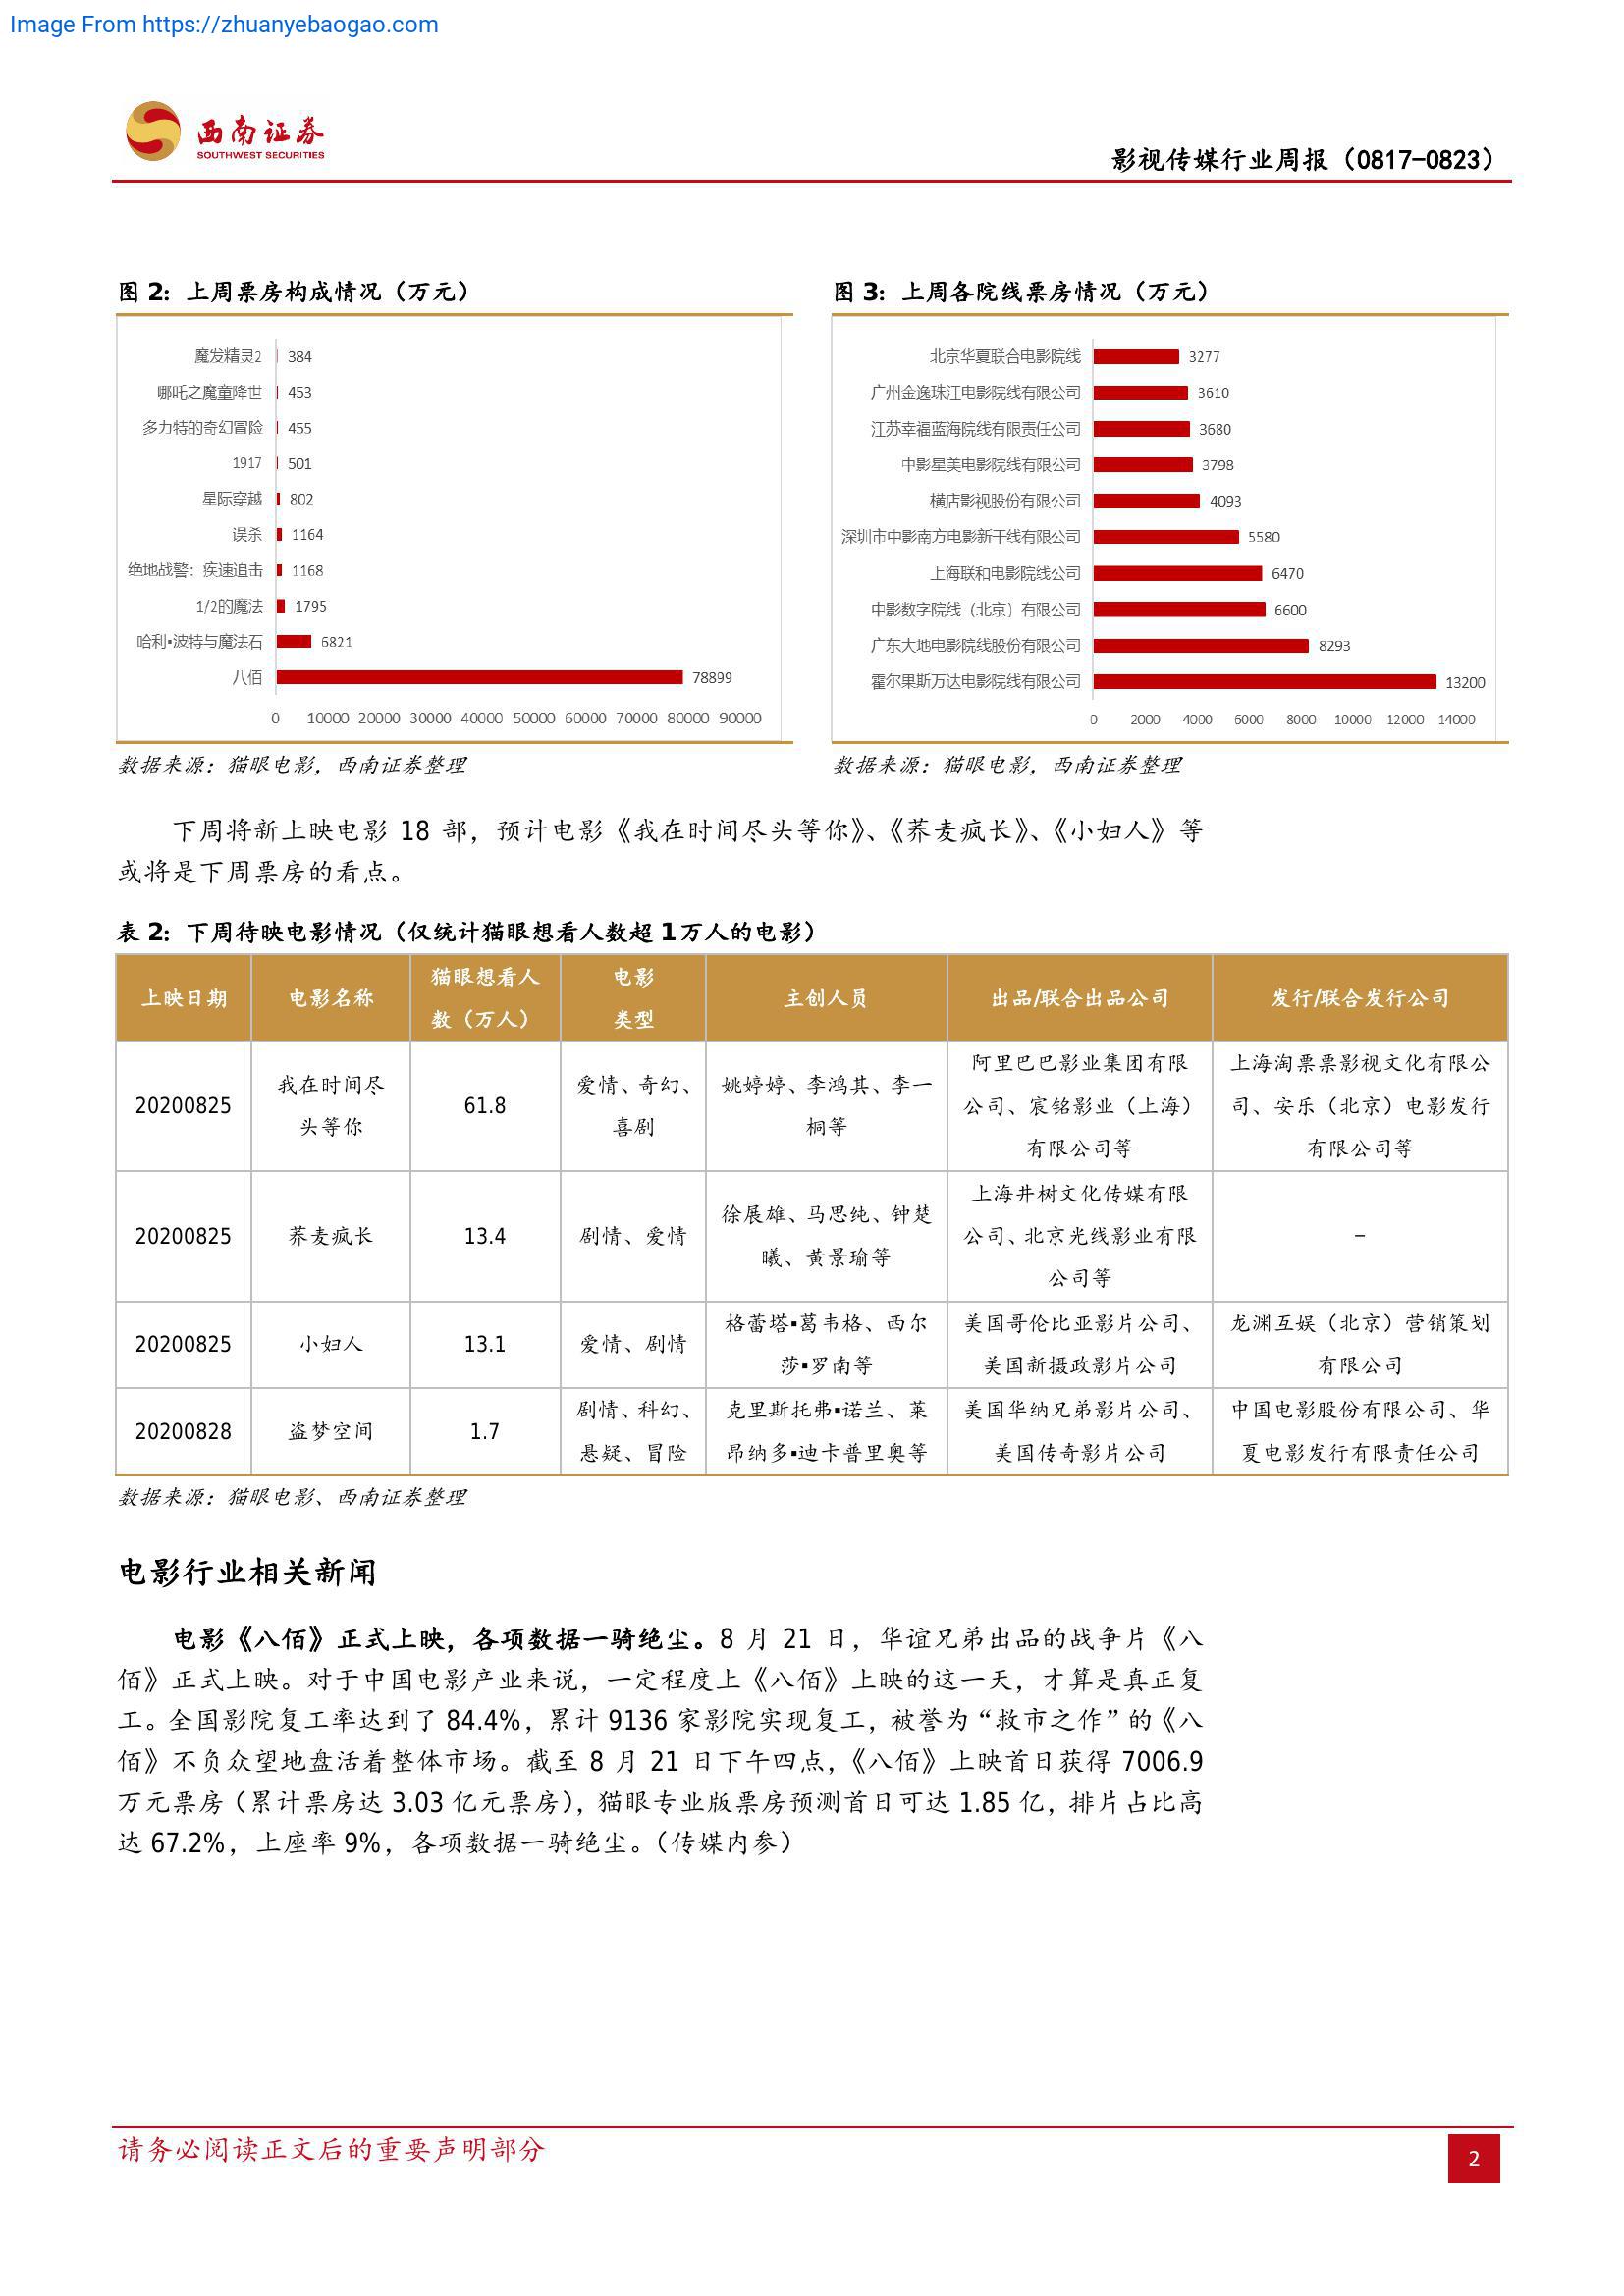 Image From https://zhuanyebaogao.com
西南证券
SOUTHWEST SECURITIES
影视传媒行业周报（0817-0823）
图 2：上周票房构成情况（万元）
魔发精灵2 384
哪吒之魔童降世 453
多力特的奇幻冒险 455
1917 501
星际穿越 802
误杀 1164
绝地战警：疾速追击 1168
1/2的魔法 1795
哈利•波特与魔法石 6821
八佰 78899
0 10000 20000 30000 40000 50000 60000 70000 80000 90000
数据来源：猫眼电影，西南证券整理
图 3：上周各院线票房情况（万元）
北京华夏联合电影院线 3277
广州金逸珠江电影院线有限公司 3610
江苏幸福蓝海院线有限责任公司 3680
中影星美电影院线有限公司 3798
横店影视股份有限公司 4093
深圳市中影南方电影新干线有限公司 5580
上海联和电影院线公司 6470
中影数字院线（北京）有限公司 6600
广东大地电影院线股份有限公司 8293
霍尔果斯万达电影院线有限公司 13200
0 2000 4000 6000 8000 10000 12000 14000
数据来源：猫眼电影，西南证券整理
下周将新上映电影 18 部，预计电影《我在时间尽头等你》、《荞麦疯长》、《小妇人》等
或将是下周票房的看点。
表 2：下周待映电影情况（仅统计猫眼想看人数超 1万人的电影）
上映日期
电影名称
猫眼想看人
数（万人）
电影
类型
主创人员
出品/联合出品公司
发行/联合发行公司
20200825
我在时间尽
头等你
61.8
爱情、奇幻、
喜剧
姚婷婷、李鸿其、李一
桐等
阿里巴巴影业集团有限
公司、宸铭影业（上海）
有限公司等
上海淘票票影视文化有限公
司、安乐（北京）电影发行
有限公司等
20200825
荞麦疯长
13.4
剧情、爱情
徐展雄、马思纯、钟楚
曦、黄景瑜等
上海井树文化传媒有限
公司、北京光线影业有限
公司等
-
20200825
小妇人
13.1
爱情、剧情
格蕾塔▪葛韦格、西尔
莎▪罗南等
美国哥伦比亚影片公司、
美国新摄政影片公司
龙渊互娱（北京）营销策划
有限公司
20200828
盗梦空间
1.7
剧情、科幻、
悬疑、冒险
克里斯托弗▪诺兰、莱
昂纳多▪迪卡普里奥等
美国华纳兄弟影片公司、
美国传奇影片公司
中国电影股份有限公司、华
夏电影发行有限责任公司
数据来源：猫眼电影、西南证券整理
电影行业相关新闻
电影《八佰》正式上映，各项数据一骑绝尘。8 月 21 日，华谊兄弟出品的战争片《八
佰》正式上映。对于中国电影产业来说，一定程度上《八佰》上映的这一天，才算是真正复
工。全国影院复工率达到了 84.4%，累计 9136 家影院实现复工，被誉为“救市之作”的《八
佰》不负众望地盘活着整体市场。截至 8 月 21 日下午四点，《八佰》上映首日获得 7006.9
万元票房（累计票房达 3.03 亿元票房），猫眼专业版票房预测首日可达 1.85 亿，排片占比高
达 67.2%，上座率 9%，各项数据一骑绝尘。（传媒内参）
请务必阅读正文后的重要声明部分
2